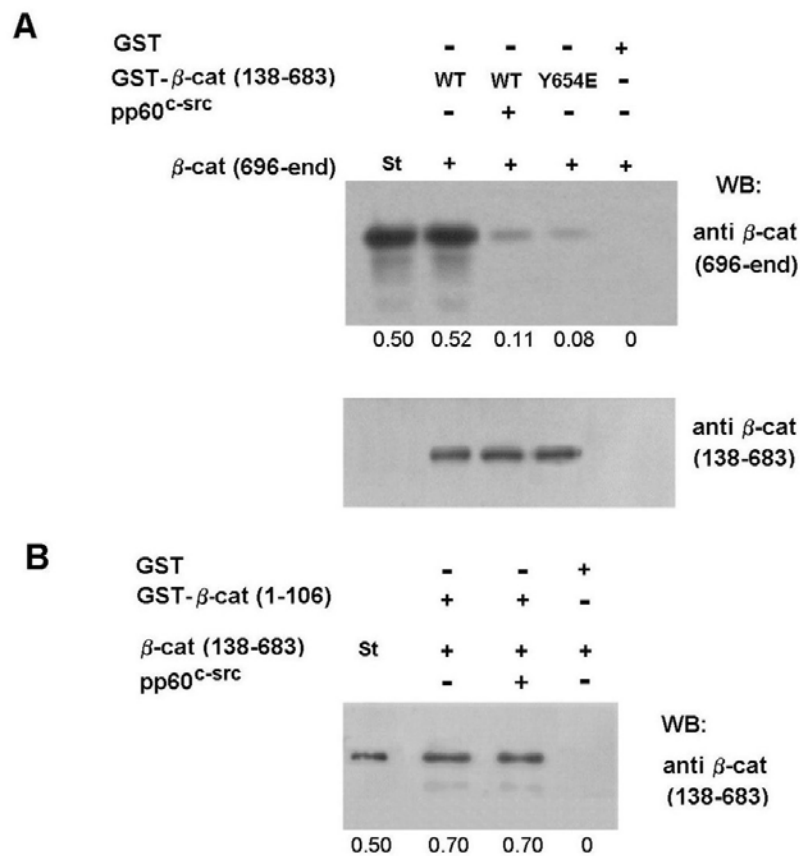 A
GST - - - +
GST-β-cat (138-683) WT WT Y654E -
pp60c-src - + - -
β-cat (696-end) St + + + +
WB:
anti β-cat
(696-end)
0.50 0.52 0.11 0.08 0
anti β-cat
(138-683)
B
GST - - +
GST-β-cat (1-106) + + -
β-cat (138-683) St + + +
pp60c-src - + -
WB:
anti β-cat
(138-683)
0.50 0.70 0.70 0